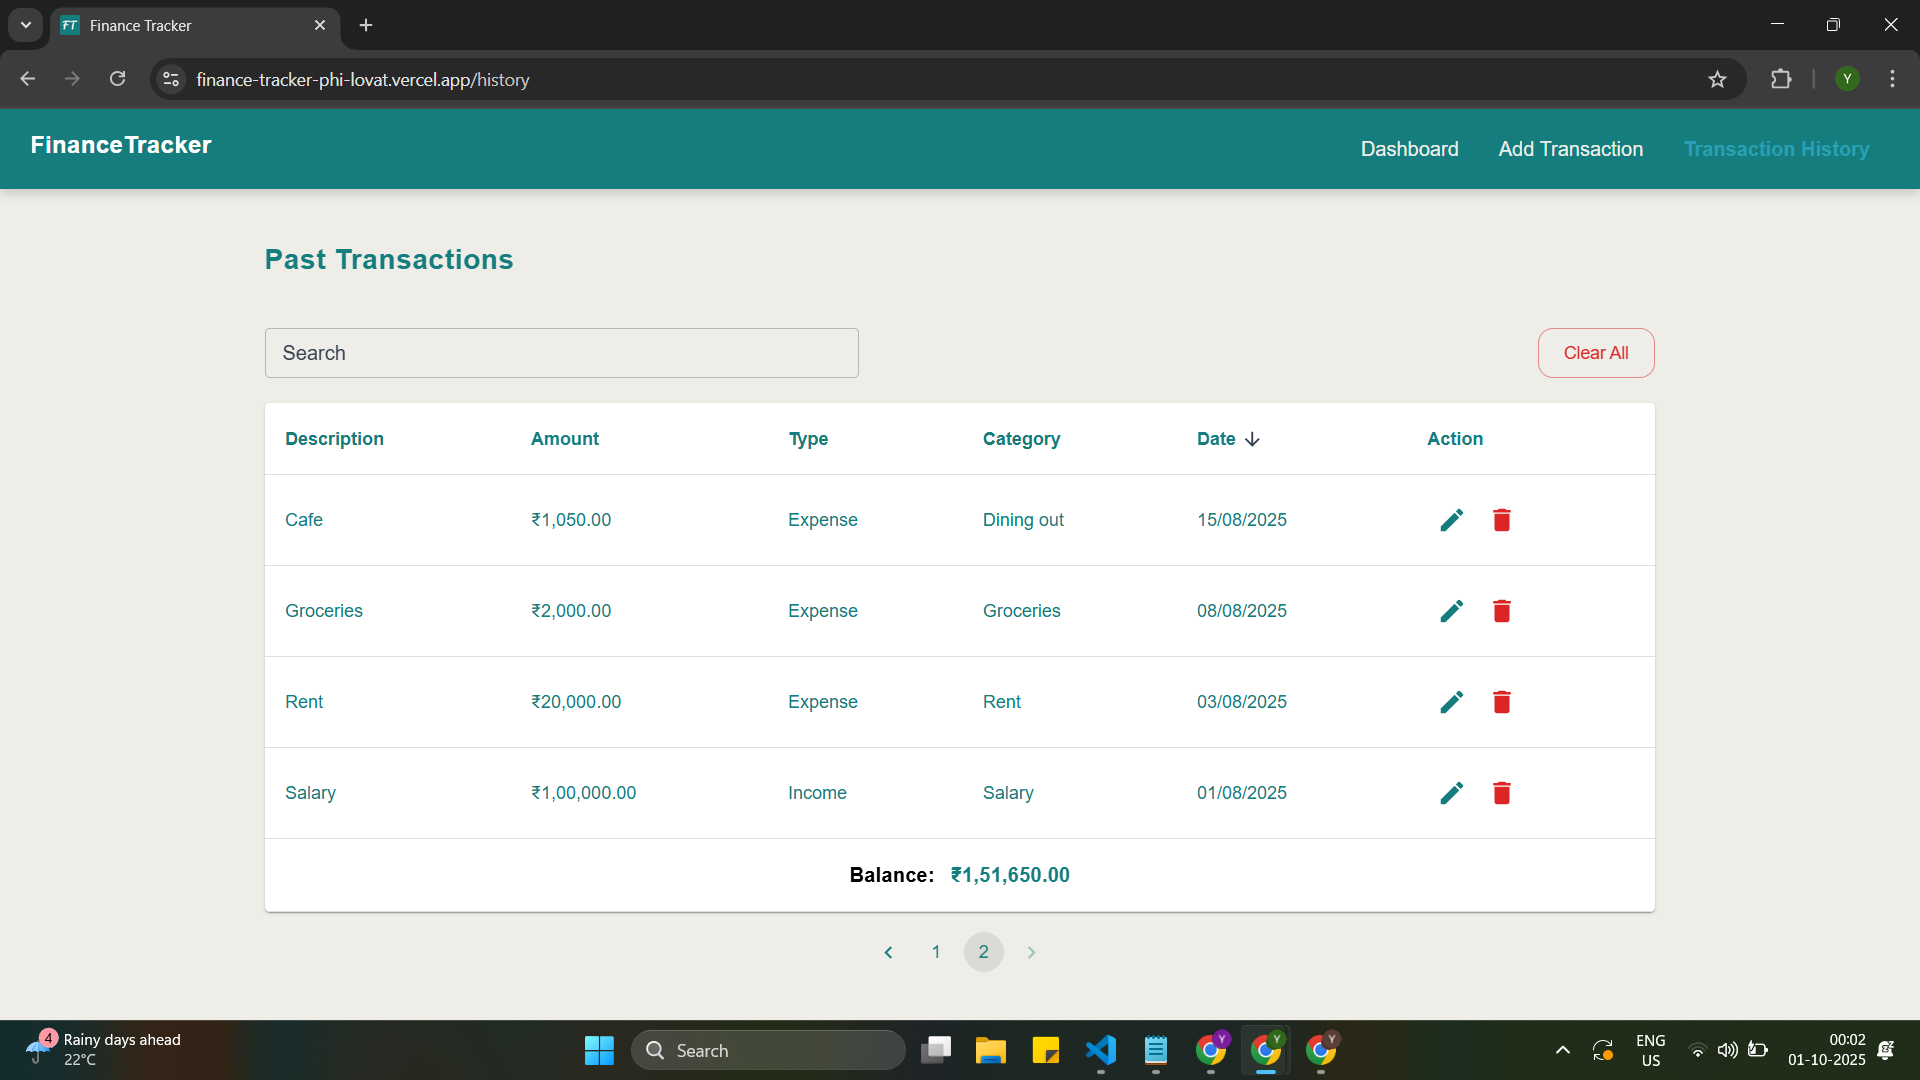 FT Finance Tracker
finance-tracker-phi-lovat.vercel.app/history
Y
FinanceTracker
Dashboard Add Transaction Transaction History
Past Transactions
Search
Clear All
Description Amount Type Category Date Action
Cafe ₹1,050.00 Expense Dining out 15/08/2025
Groceries ₹2,000.00 Expense Groceries 08/08/2025
Rent ₹20,000.00 Expense Rent 03/08/2025
Salary ₹1,00,000.00 Income Salary 01/08/2025
Balance: ₹1,51,650.00
1 2
4 Rainy days ahead
22°C
Search
Y Y Y
ENG
US
00:02
01-10-2025